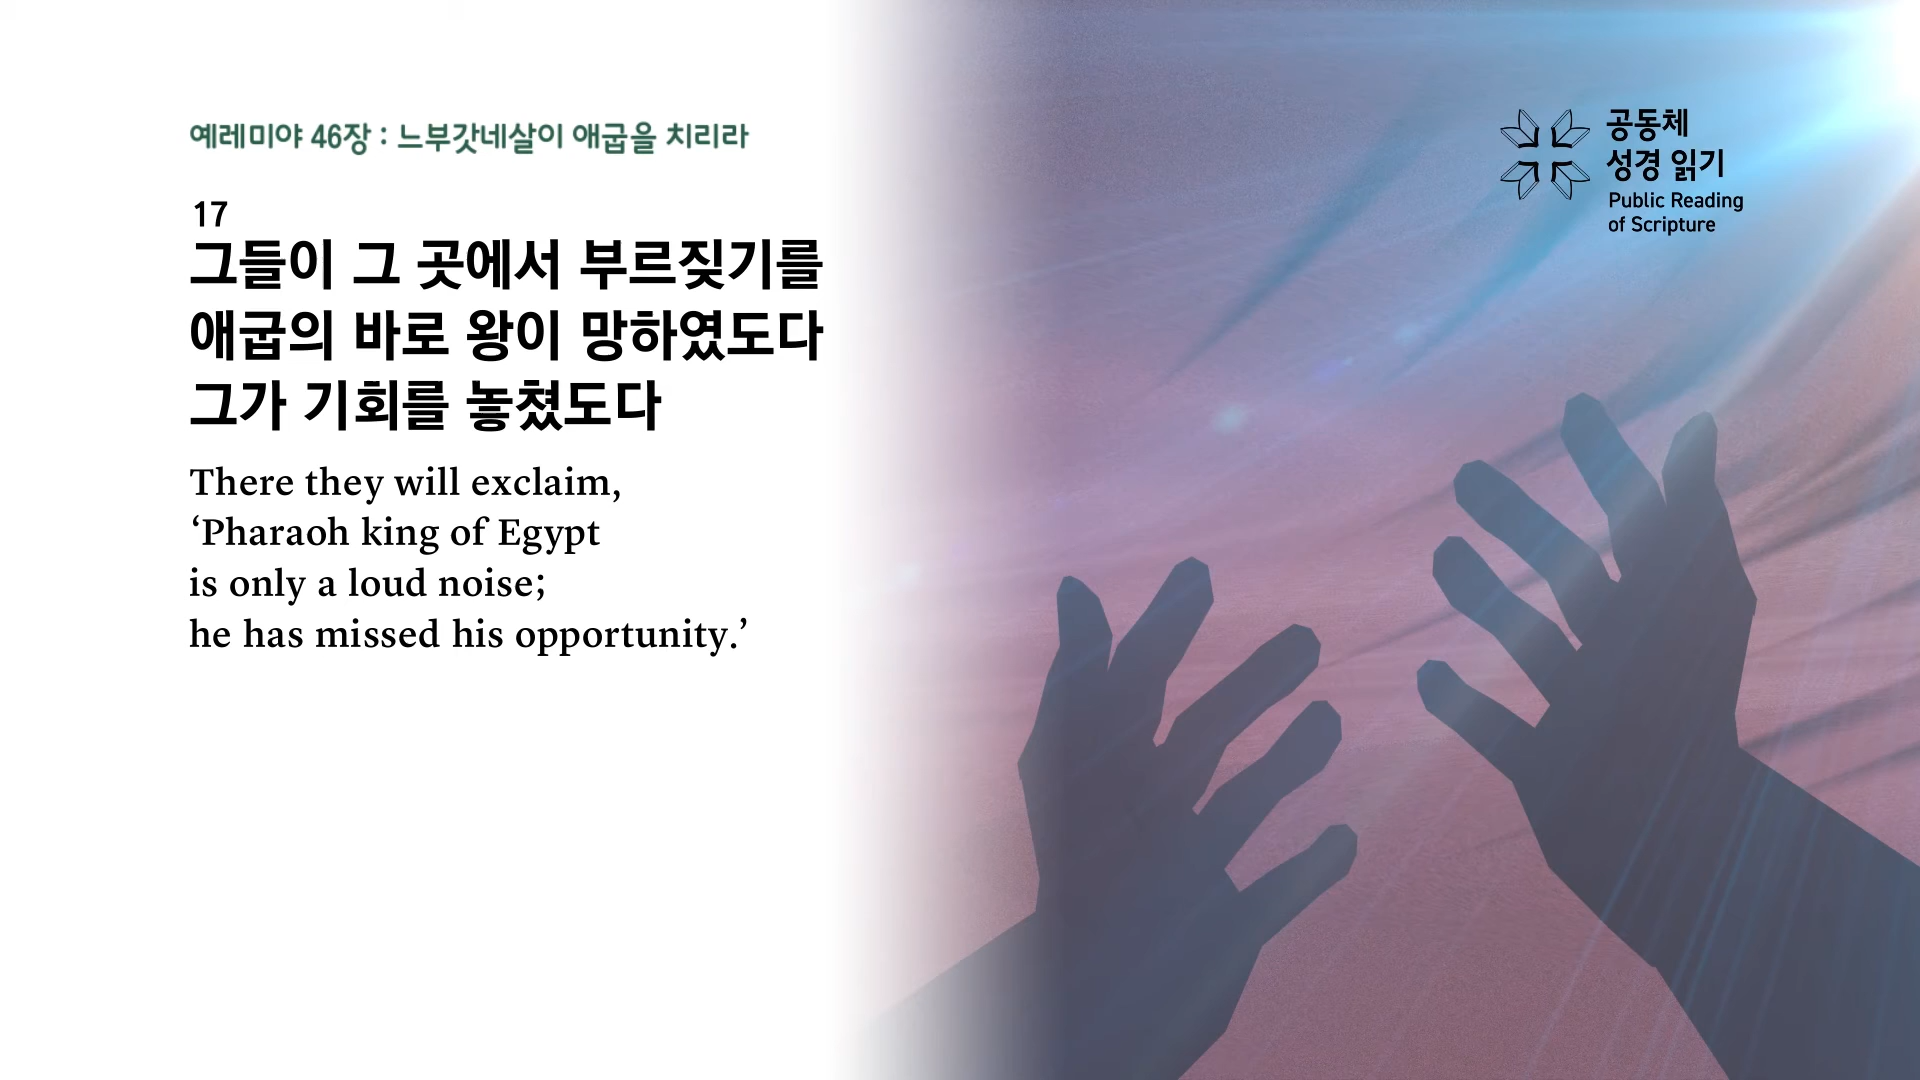 예레미야 46장 : 느부갓네살이 애굽을 치리라
17
그들이 그 곳에서 부르짖기를
애굽의 바로 왕이 망하였도다
그가 기회를 놓쳤도다
There they will exclaim,
‘Pharaoh king of Egypt
is only a loud noise;
he has missed his opportunity.’
공동체
성경 읽기
Public Reading
of Scripture